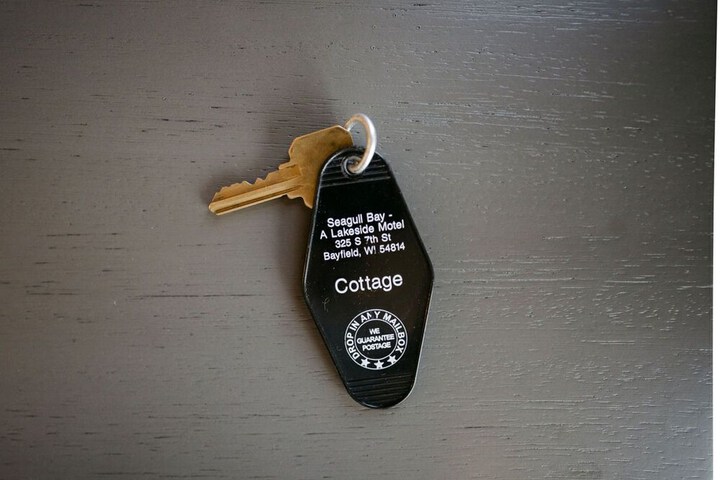 Seagull Bay -
A Lakeside Motel
325 S 7th St
Bayfield, WI 54814
Cottage
DROP IN ANY MAILBOX
WE
GUARANTEE
POSTAGE